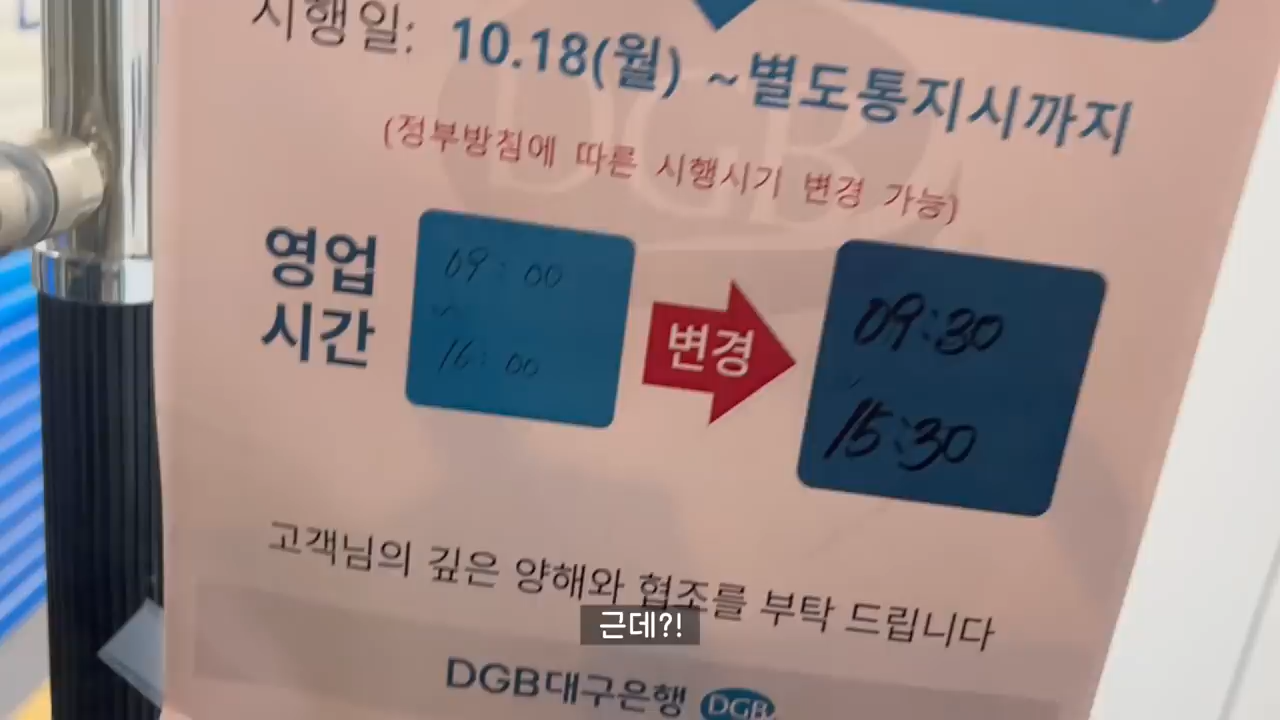 시행일: 10.18(월) ~별도통지시까지
(정부방침에 따른 시행시기 변경 가능)
영업
시간
09:00
~
16:00
변경
09:30
15:30
고객님의 깊은 양해와 협조를 부탁 드립니다
근데?!
DGB대구은행 DGB